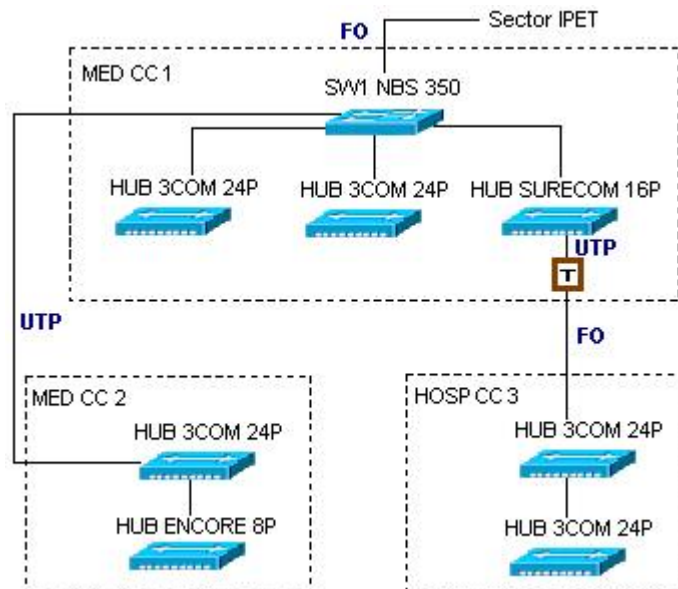 Sector IPET
FO
MED CC 1
SW1 NBS 350
HUB 3COM 24P
HUB 3COM 24P
HUB SURECOM 16P
UTP
T
UTP
FO
MED CC 2
HUB 3COM 24P
HUB ENCORE 8P
HOSP CC 3
HUB 3COM 24P
HUB 3COM 24P